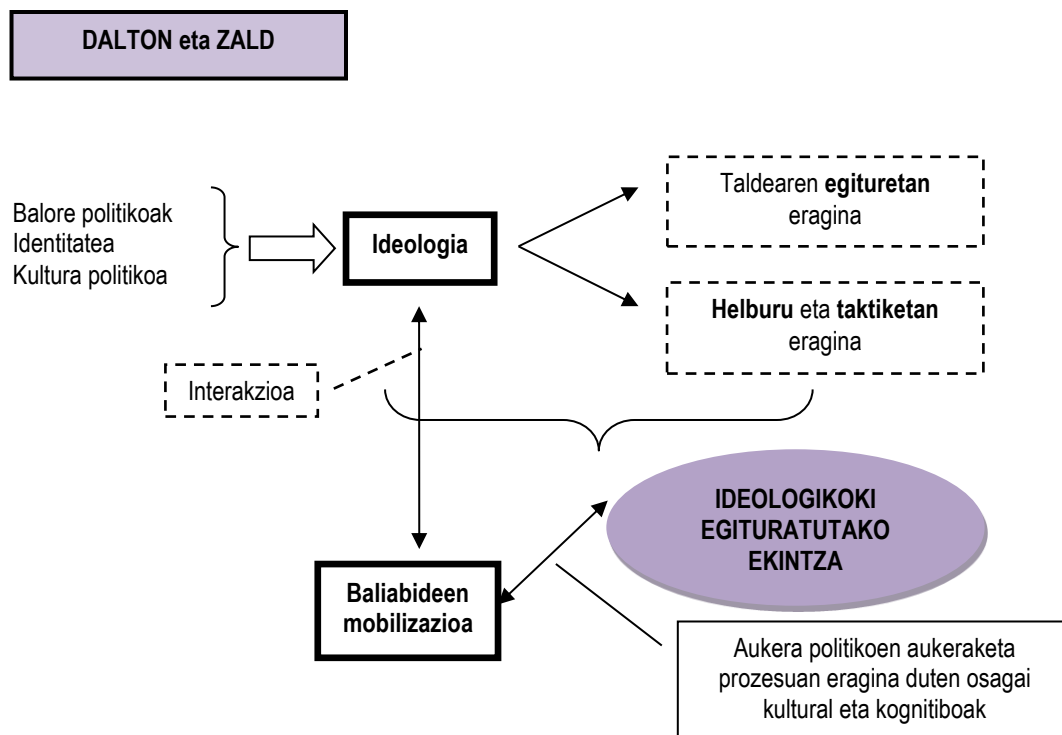 DALTON eta ZALD
Balore politikoak
Identitatea
Kultura politikoa
Ideologia
Taldearen egituretan
eragina
Helburu eta taktiketan
eragina
Interakzioa
IDEOLOGIKOKI
EGITURATUTAKO
EKINTZA
Baliabideen
mobilizazioa
Aukera politikoen aukeraketa
prozesuan eragina duten osagai
kultural eta kognitiboak